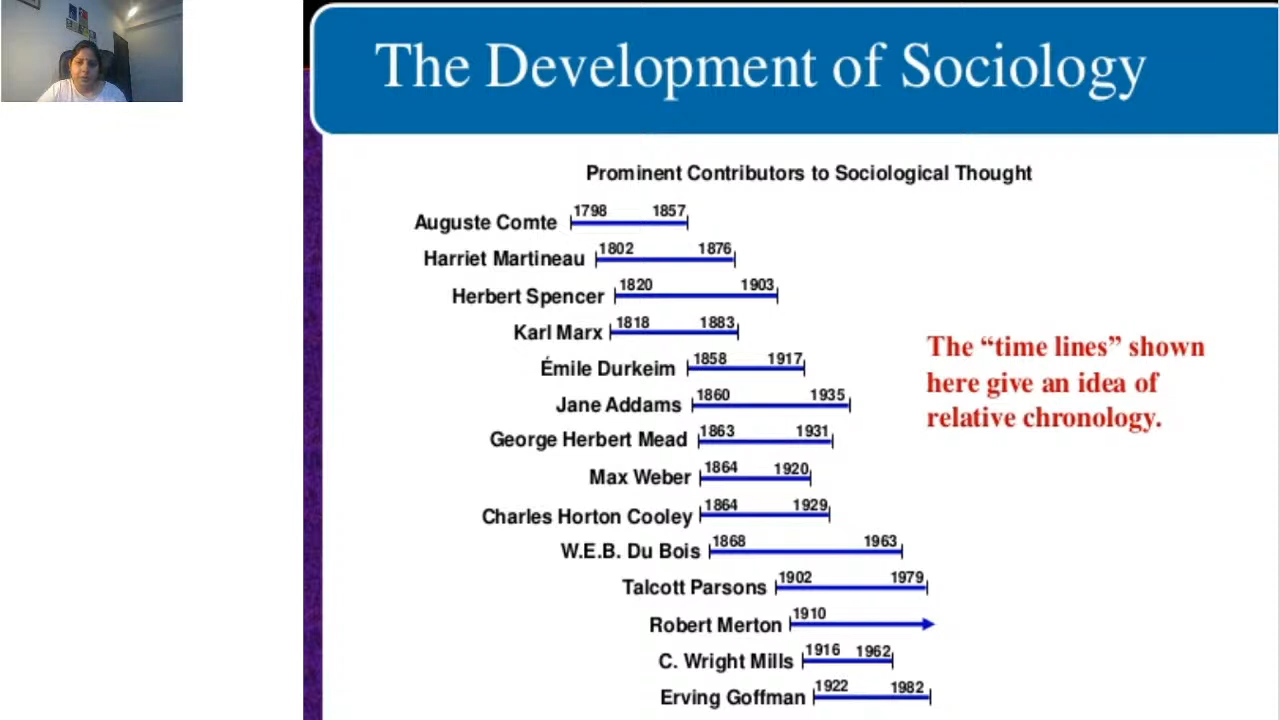 The Development of Sociology
Prominent Contributors to Sociological Thought
Auguste Comte 1798 1857
Harriet Martineau 1802 1876
Herbert Spencer 1820 1903
Karl Marx 1818 1883
Émile Durkeim 1858 1917
Jane Addams 1860 1935
George Herbert Mead 1863 1931
Max Weber 1864 1920
Charles Horton Cooley 1864 1929
W.E.B. Du Bois 1868 1963
Talcott Parsons 1902 1979
Robert Merton 1910
C. Wright Mills 1916 1962
Erving Goffman 1922 1982
The “time lines” shown
here give an idea of
relative chronology.